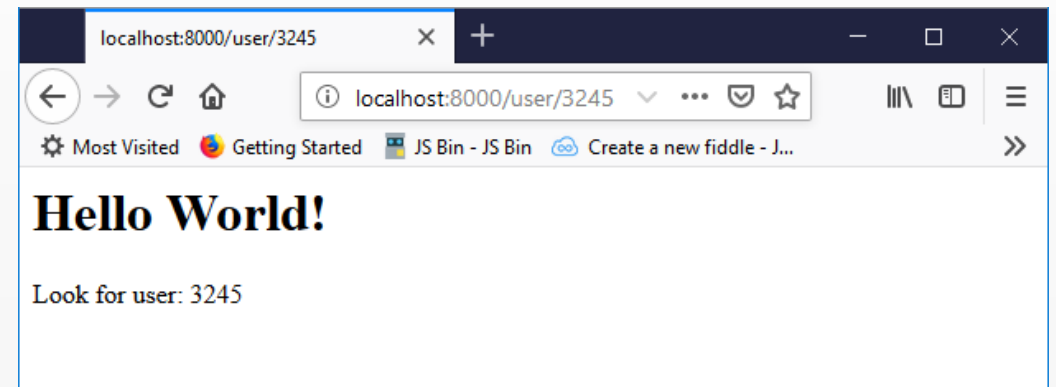 localhost:8000/user/3245
localhost:8000/user/3245
Most Visited Getting Started JS Bin - JS Bin Create a new fiddle - J...
Hello World!
Look for user: 3245